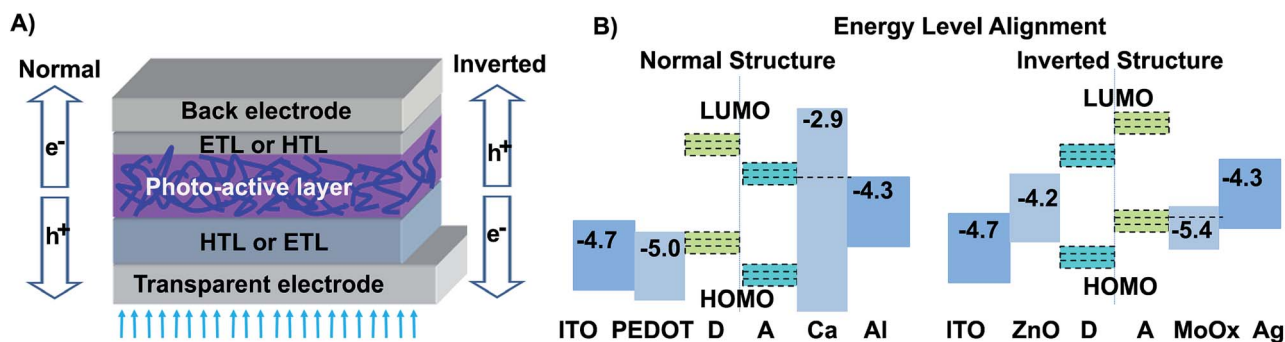 A)
Normal
e-
h+
Back electrode
ETL or HTL
Photo-active layer
HTL or ETL
Transparent electrode
Inverted
h+
e-
B)
Energy Level Alignment
Normal Structure
LUMO
-2.9
-4.3
-4.7
-5.0
HOMO
ITO PEDOT D A Ca Al
Inverted Structure
LUMO
-4.2
-4.3
-4.7
-5.4
HOMO
ITO ZnO D A MoOx Ag